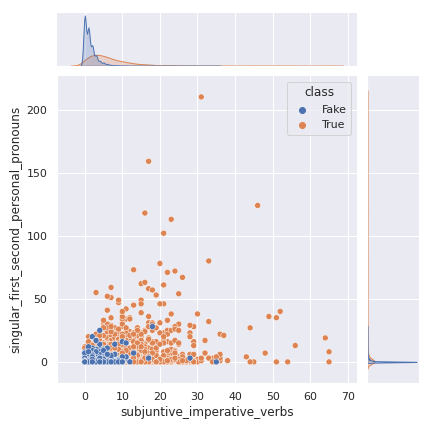 class
Fake
True
200
150
100
50
0
singular_first_second_personal_pronouns
0 10 20 30 40 50 60 70
subjuntive_imperative_verbs